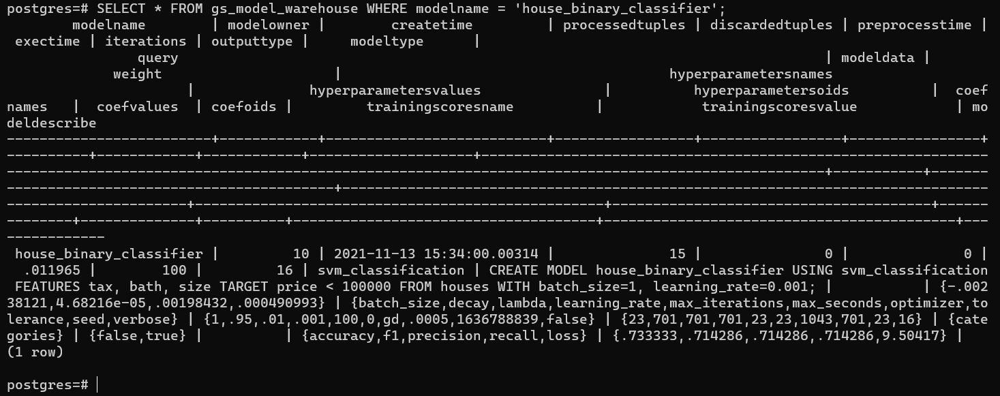 postgres=# SELECT * FROM gs_model_warehouse WHERE modelname = 'house_binary_classifier';
        modelname        | modelowner |         createtime         | processedtuples | discardedtuples | preprocesstime |
 exectime | iterations | outputtype |     modeltype      |
                query                                                                               | modeldata |
             weight                     |                                        hyperparametersnames
                      |              hyperparametersvalues               |          hyperparametersoids          |  coef
names   |  coefvalues  | coefoids |         trainingscoresname          |            trainingscoresvalue            | mo
deldescribe
-------------------------+------------+----------------------------+-----------------+-----------------+----------------+
----------+------------+------------+--------------------+--------------------------------------------------------------
----------------------------------------------------------------------------------------------------+-----------+-------
----------------------------------------+-------------------------------------------------------------------------------
----------------------+--------------------------------------------------+---------------------------------------+------
--------+--------------+----------+-------------------------------------+-------------------------------------------+---
------------
 house_binary_classifier |         10 | 2021-11-13 15:34:00.00314 |              15 |               0 |              0 |
  .011965 |        100 |         16 | svm_classification | CREATE MODEL house_binary_classifier USING svm_classification
 FEATURES tax, bath, size TARGET price < 100000 FROM houses WITH batch_size=1, learning_rate=0.001; |           | {-.002
38121,4.68216e-05,.00198432,.000490993} | {batch_size,decay,lambda,learning_rate,max_iterations,max_seconds,optimizer,to
lerance,seed,verbose} | {1,.95,.01,.001,100,0,gd,.0005,1636788839,false} | {23,701,701,701,23,23,1043,701,23,16} | {cate
gories} | {false,true} |          | {accuracy,f1,precision,recall,loss} | {.733333,.714286,.714286,.714286,9.50417} |
(1 row)
postgres=#